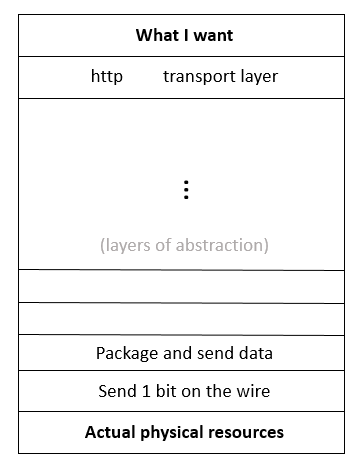 What I want
http transport layer
⋮
(layers of abstraction)
Package and send data
Send 1 bit on the wire
Actual physical resources